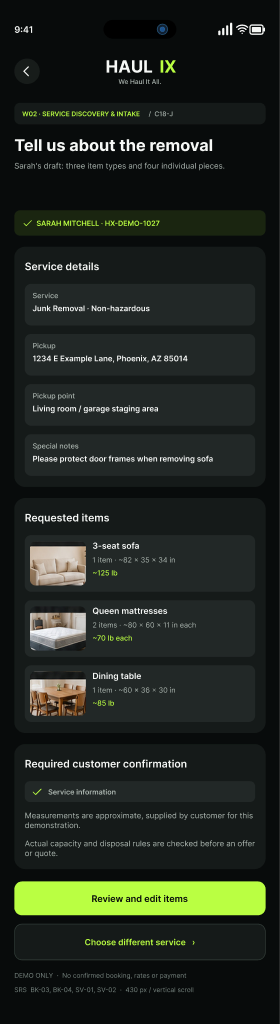 9:41
HAUL IX
We Haul It All.
W02 · SERVICE DISCOVERY & INTAKE / C18-J
Tell us about the removal
Sarah's draft: three item types and four individual pieces.
SARAH MITCHELL · HX-DEMO-1027
Service details
Service
Junk Removal · Non-hazardous
Pickup
1234 E Example Lane, Phoenix, AZ 85014
Pickup point
Living room / garage staging area
Special notes
Please protect door frames when removing sofa
Requested items
3-seat sofa
1 item · ~82 × 35 × 34 in
~125 lb
Queen mattresses
2 items · ~80 × 60 × 11 in each
~70 lb each
Dining table
1 item · ~60 × 36 × 30 in
~85 lb
Required customer confirmation
Service information
Measurements are approximate, supplied by customer for this
demonstration.
Actual capacity and disposal rules are checked before an offer
or quote.
Review and edit items
Choose different service ›
DEMO ONLY · No confirmed booking, rates or payment
SRS BK-03, BK-04, SV-01, SV-02 · 430 px / vertical scroll